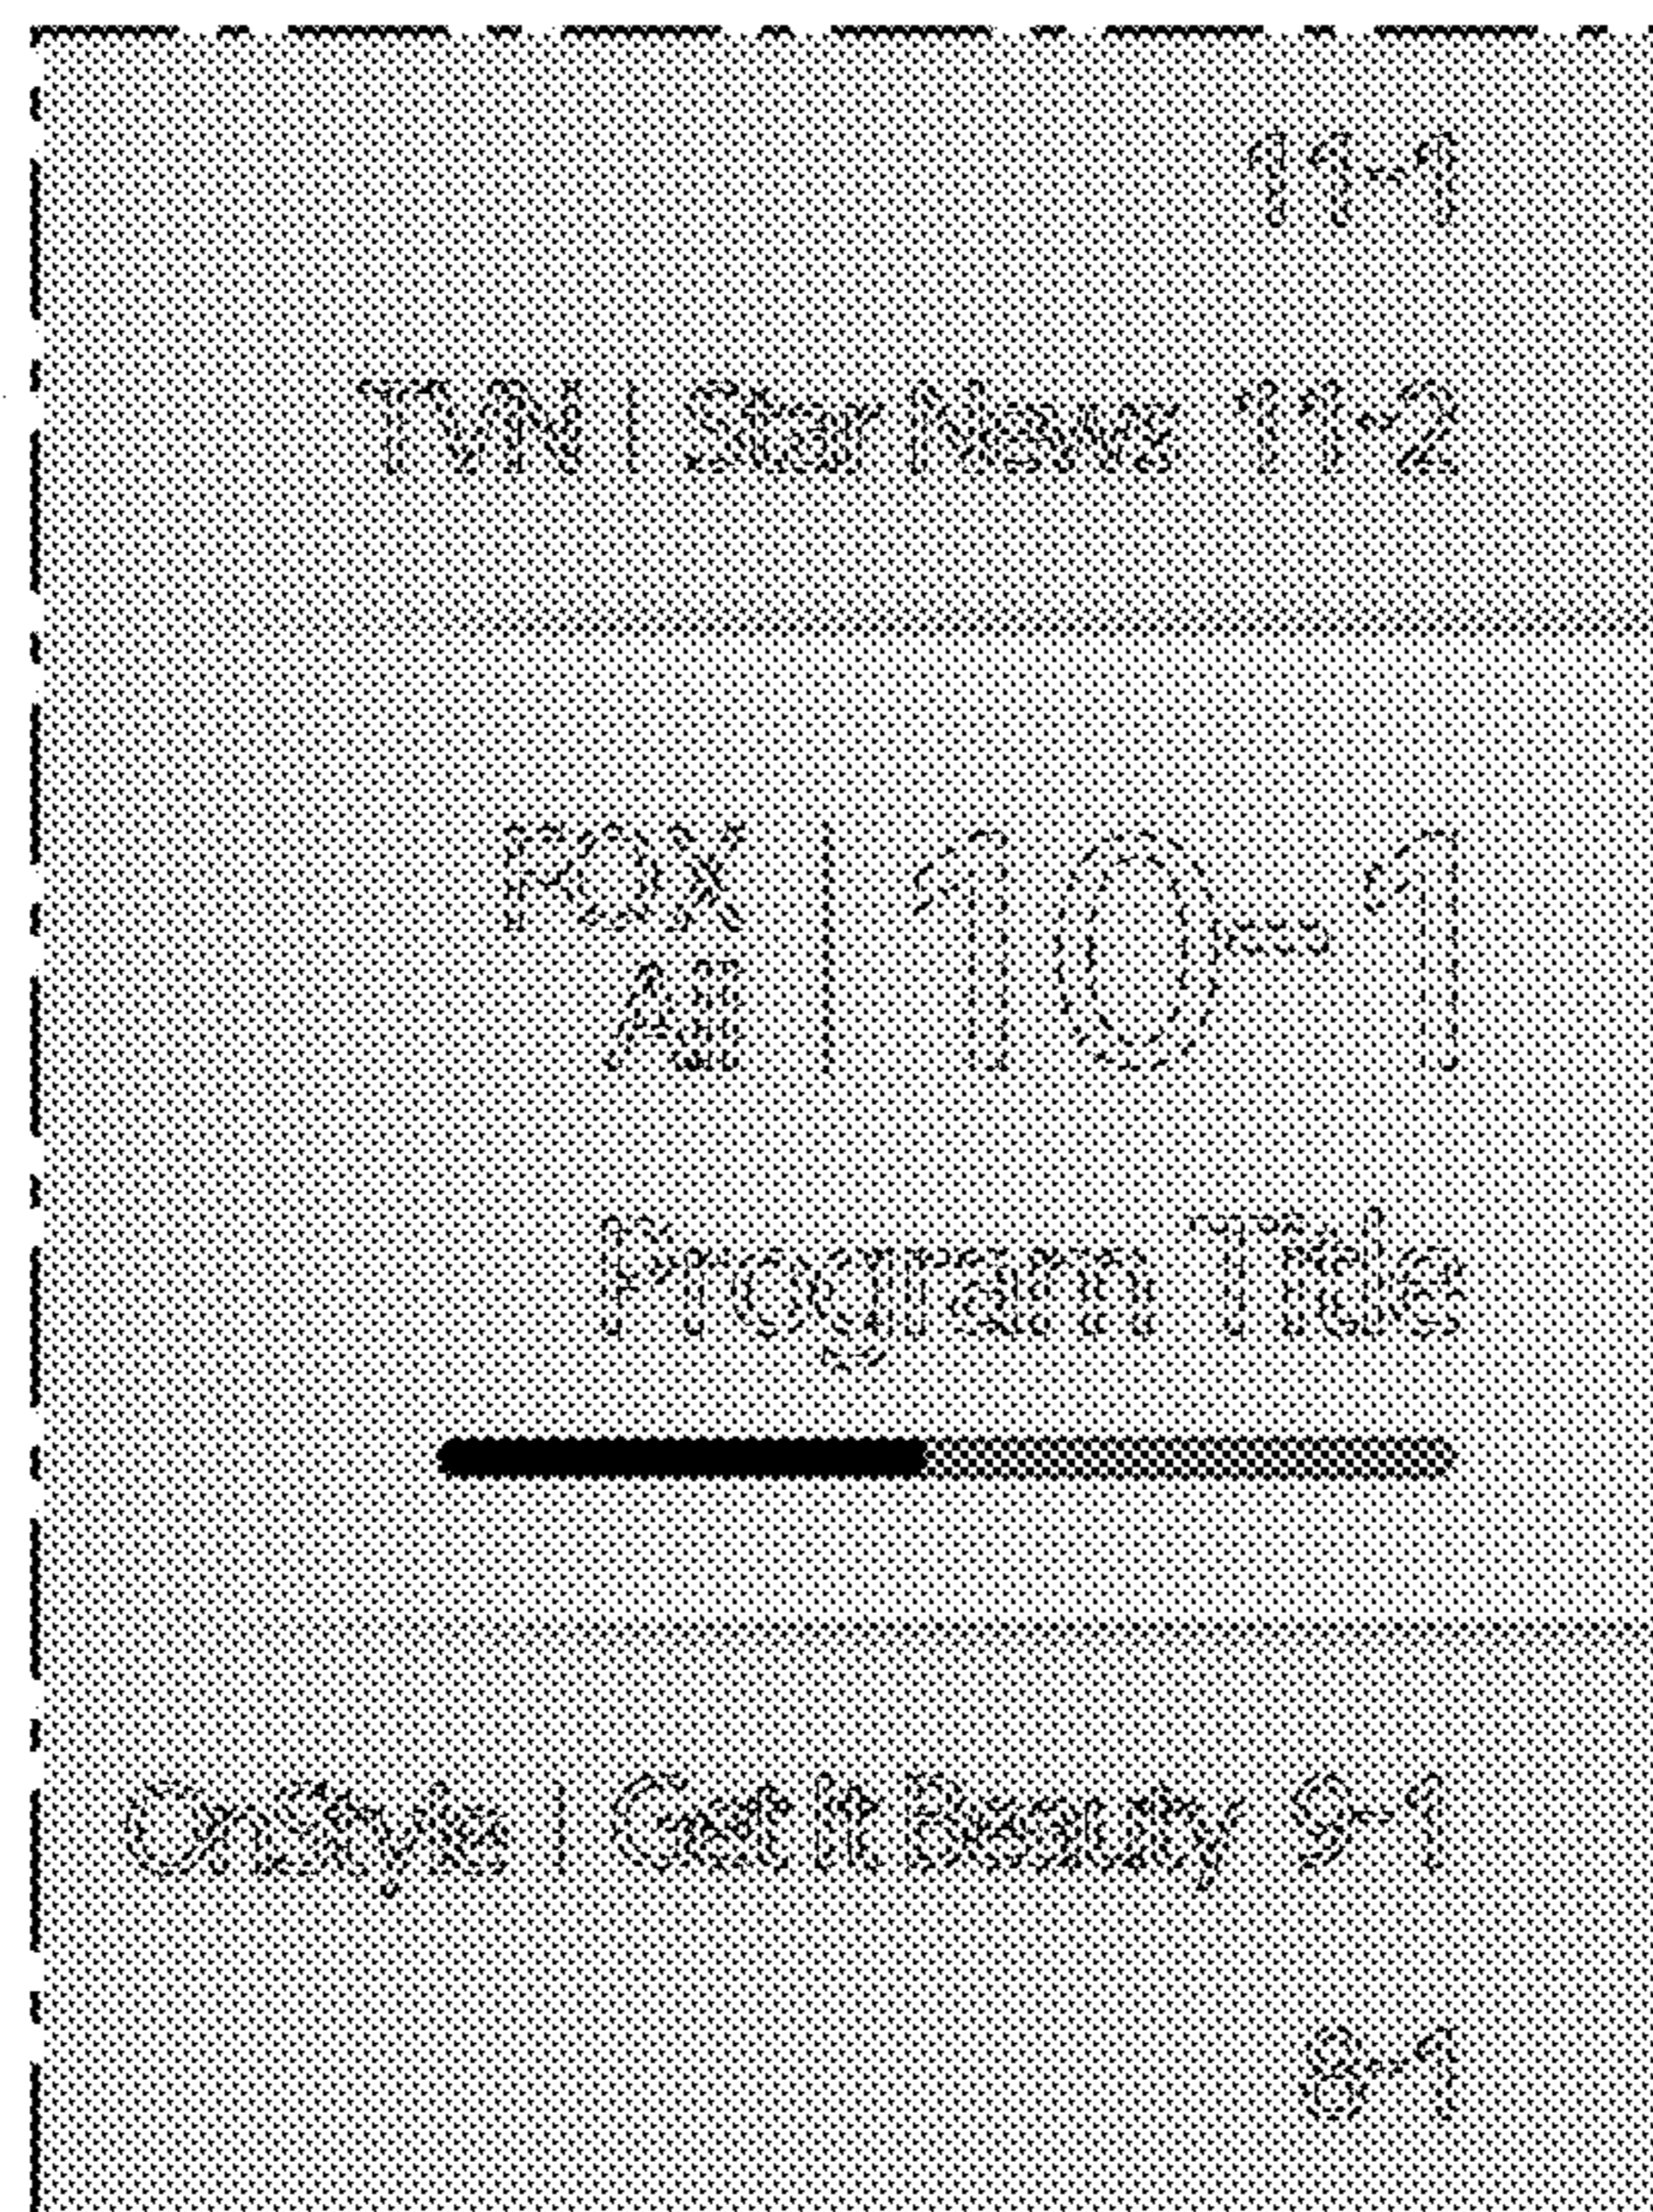 11-1
TVN | Star News 11-2
FOX | 10-1
All
Program Title
OnStyle | Get It Beauty 9-1
8-1